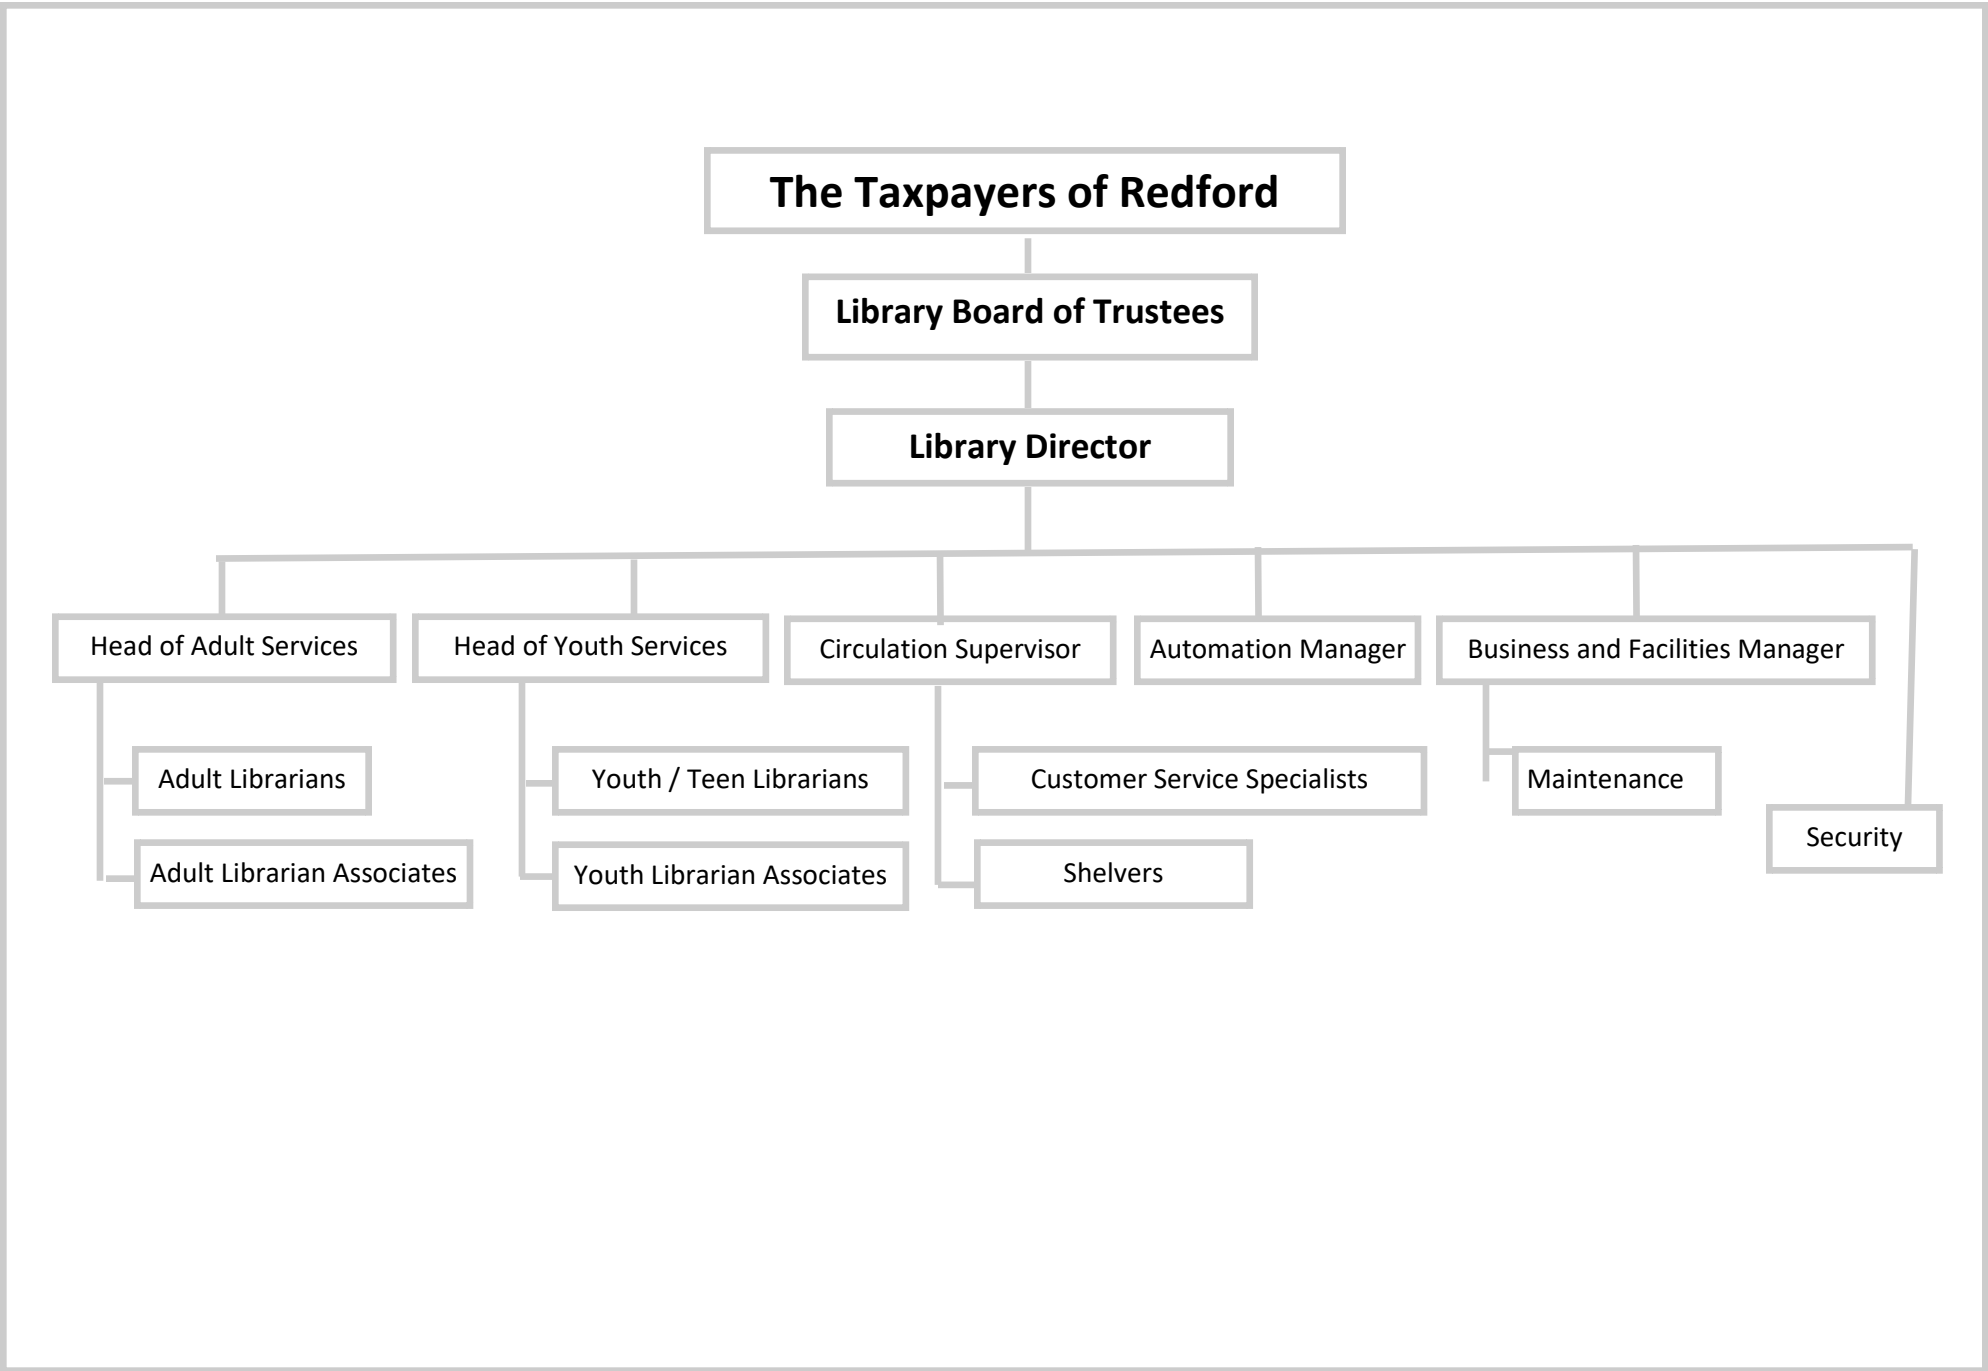 The Taxpayers of Redford
Library Board of Trustees
Library Director
Head of Adult Services
Head of Youth Services
Circulation Supervisor
Automation Manager
Business and Facilities Manager
Adult Librarians
Youth / Teen Librarians
Customer Service Specialists
Maintenance
Security
Adult Librarian Associates
Youth Librarian Associates
Shelvers